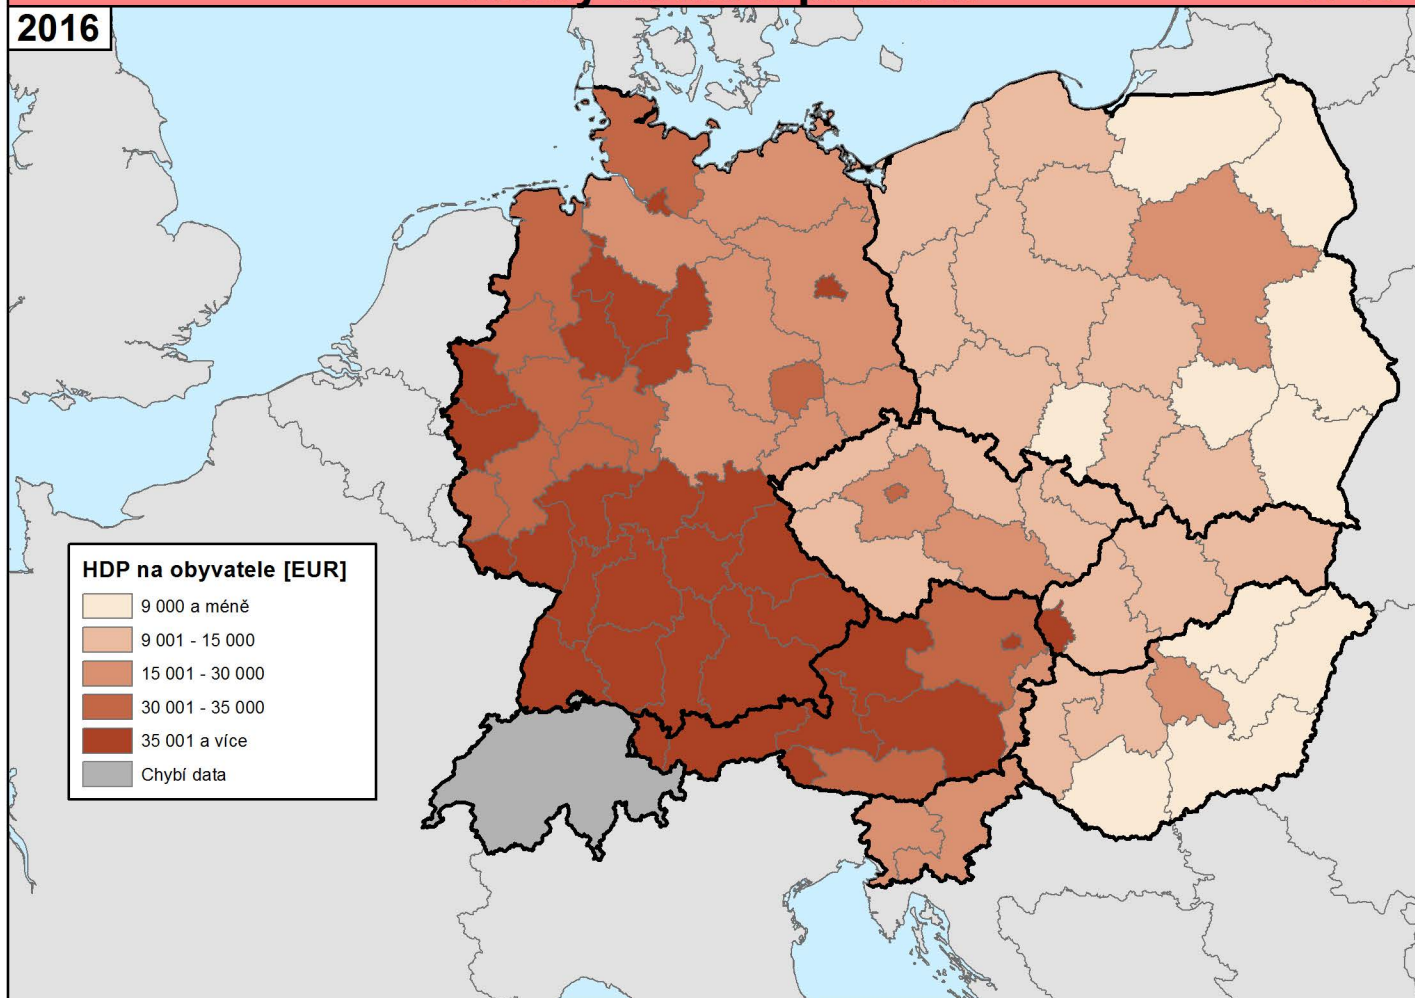 2016
HDP na obyvatele [EUR]
9 000 a méně
9 001 - 15 000
15 001 - 30 000
30 001 - 35 000
35 001 a více
Chybí data